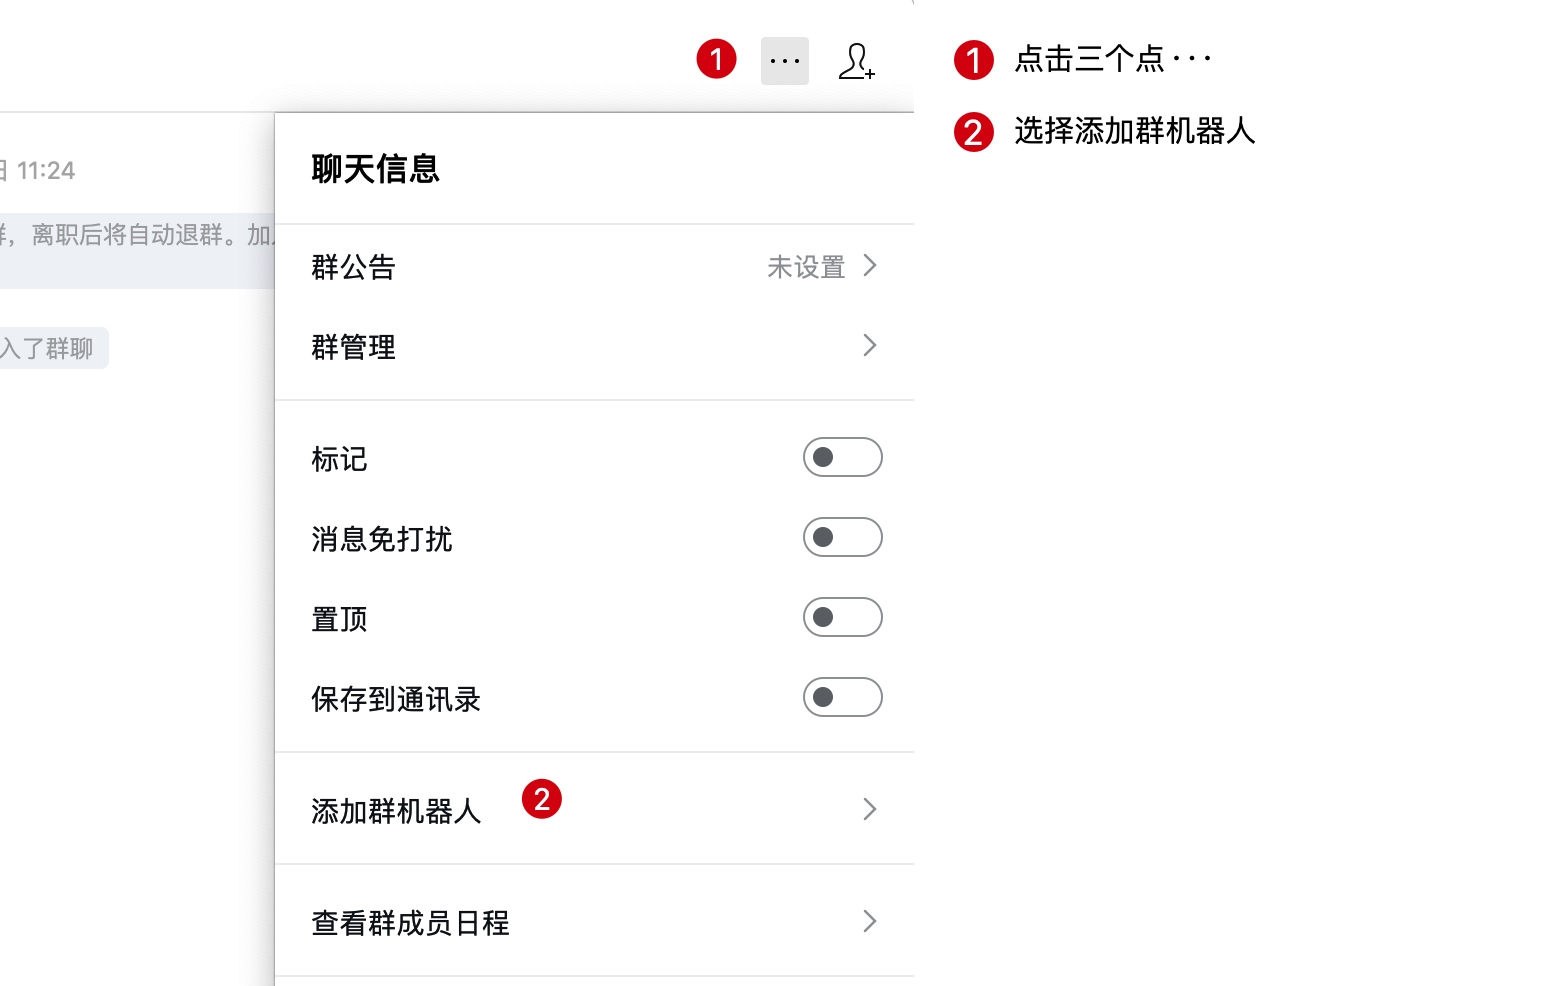 1 ···
日 11:24
群，离职后将自动退群。加入
入了群聊
聊天信息
群公告 未设置
群管理
标记
消息免打扰
置顶
保存到通讯录
添加群机器人 2
查看群成员日程
1 点击三个点···
2 选择添加群机器人